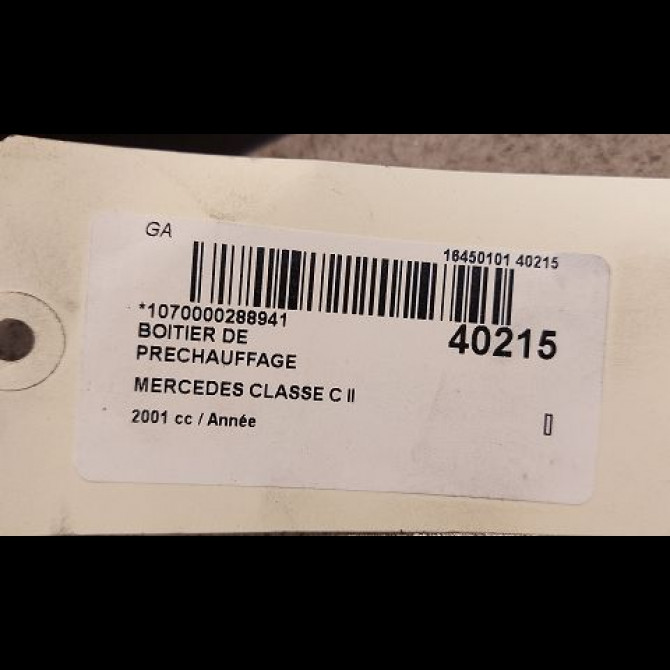 GA
16450101 40215
*1070000288941
BOITIER DE
PRECHAUFFAGE
40215
MERCEDES CLASSE C II
2001 cc / Année